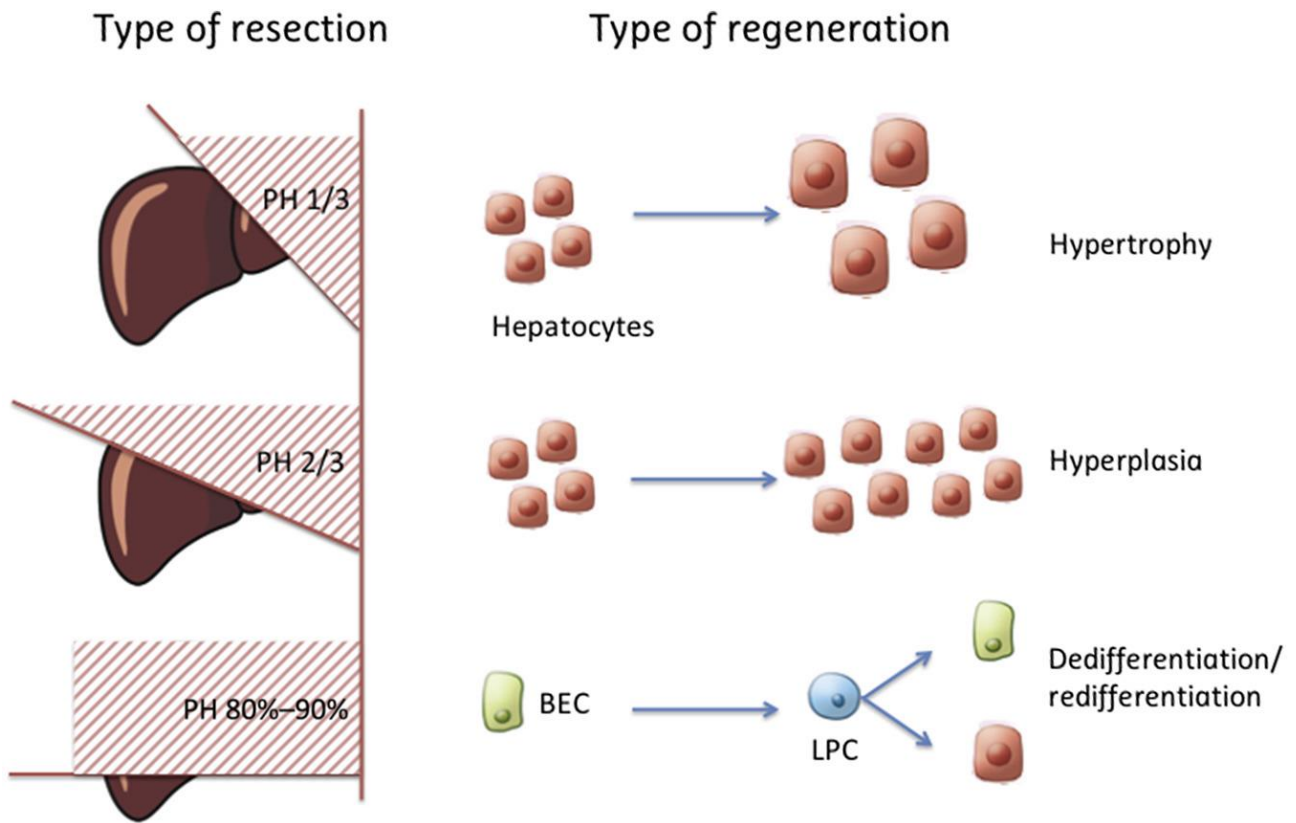 Type of resection
Type of regeneration
PH 1/3
Hepatocytes
Hypertrophy
PH 2/3
Hyperplasia
PH 80%–90%
BEC
LPC
Dedifferentiation/
redifferentiation